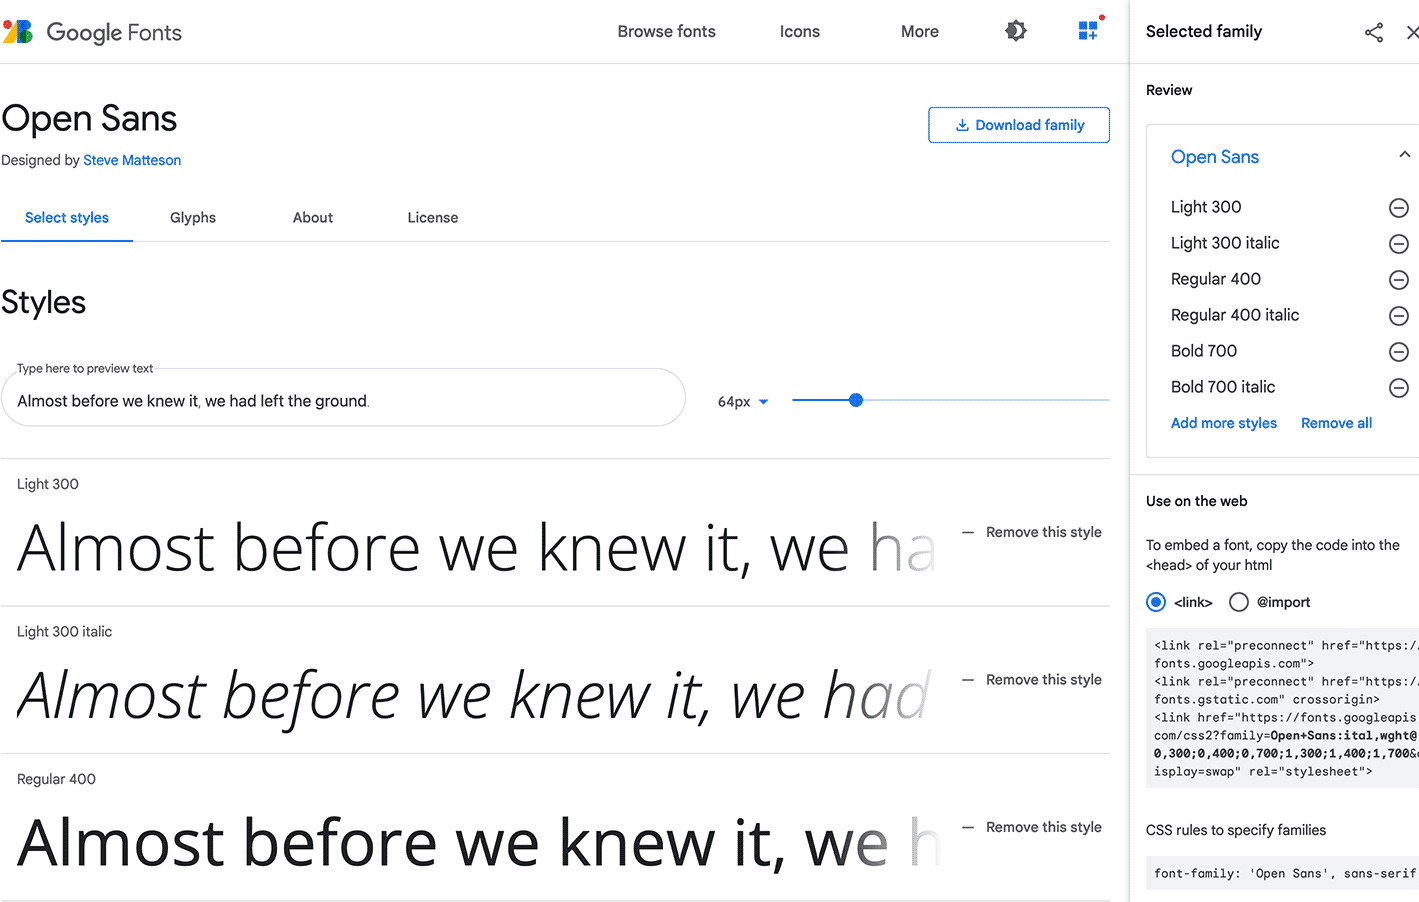 Google Fonts
Browse fonts
Icons
More
Open Sans
Designed by Steve Matteson
Download family
Select styles
Glyphs
About
License
Styles
Type here to preview text
Almost before we knew it, we had left the ground.
64px
Light 300
Almost before we knew it, we ha
Remove this style
Light 300 italic
Almost before we knew it, we had
Remove this style
Regular 400
Almost before we knew it, we h
Remove this style
Selected family
Review
Open Sans
Light 300
Light 300 italic
Regular 400
Regular 400 italic
Bold 700
Bold 700 italic
Add more styles
Remove all
Use on the web
To embed a font, copy the code into the
<head> of your html
<link>
@import
<link rel="preconnect" href="https:/
fonts.googleapis.com">
<link rel="preconnect" href="https:/
fonts.gstatic.com" crossorigin>
<link href="https://fonts.googleapis
com/css2?family=Open+Sans:ital,wght@
0,300;0,400;0,700;1,300;1,400;1,700&
isplay=swap" rel="stylesheet">
CSS rules to specify families
font-family: 'Open Sans', sans-serif